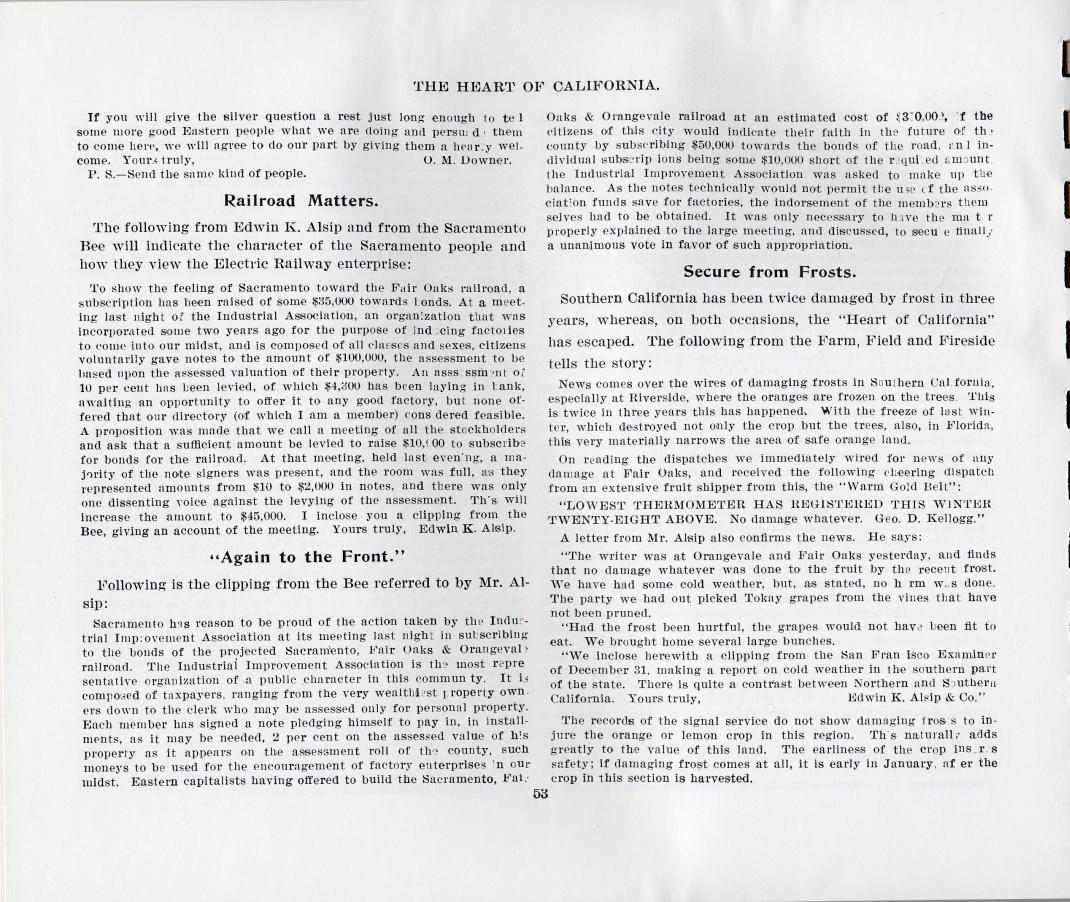 THE HEART OF CALIFORNIA.
If you will give the silver question a rest just long enough to tel
some more good Eastern people what we are doing and them
to come here, we will agree to do our part by giving them a hearty wel-
come. Yours truly, O. M. Downer.
P. S.—Send the same kind of people.
Railroad Matters.
The following from Edwin K. Alsip and from the Sacramento
Bee will indicate the character of the Sacramento people and
how they view the Electric Railway enterprise:
To show the feeling of Sacramento toward the Fair Oaks railroad, a
subscription has been raised of some $35,000 towards bonds. At a meet-
ing last night of the Industrial Association, an organization that was
incorporated some two years ago for the purpose of inducing factories
to come into our midst, and is composed of all classes and sexes, citizens
voluntarily gave notes to the amount of $100,000, the assessment to be
based upon the assessed valuation of their property. An assessment of
10 per cent has been levied, of which $4,300 has been laying in bank,
awaiting an opportunity to offer it to any good factory, but none of-
fered that our directory (of which I am a member) considered feasible.
A proposition was made that we call a meeting of all the stockholders
and ask that a sufficient amount be levied to raise $10,000 to subscribe
for bonds for the railroad. At that meeting, held last evening, a ma-
jority of the note signers was present, and the room was full, as they
represented amounts from $10 to $2,000 in notes, and there was only
one dissenting voice against the levying of the assessment. This will
increase the amount to $45,000. I inclose you a clipping from the
Bee, giving an account of the meeting. Yours truly, Edwin K. Alsip.
“Again to the Front.”
Following is the clipping from the Bee referred to by Mr. Al-
sip:
Sacramento has reason to be proud of the action taken by the Indus-
trial Improvement Association at its meeting last night in subscribing
to the bonds of the projected Sacramento, Fair Oaks & Orangevale
railroad. The Industrial Improvement Association is the most repre
sentative organization of a public character in this community. It is
composed of taxpayers, ranging from the very wealthiest property own-
ers down to the clerk who may be assessed only for personal property.
Each member has signed a note pledging himself to pay in, in install-
ments, as it may be needed, 2 per cent on the assessed value of his
property as it appears on the assessment roll of the county, such
moneys to be used for the encouragement of factory enterprises in our
midst. Eastern capitalists having offered to build the Sacramento, Fair
Oaks & Orangevale railroad at an estimated cost of if the
citizens of this city would indicate their faith in the future of the
county by subscribing $50,000 towards the bonds of the road, and in-
dividual subscriptions being some $10,000 short of the required amount
the Industrial Improvement Association was asked to make up the
balance. As the notes technically would not permit the use of the asso-
ciation funds save for factories, the indorsement of the members them
selves had to be obtained. It was only necessary to have the matter
properly explained to the large meeting, and discussed, to secure finally
a unanimous vote in favor of such appropriation.
Secure from Frosts.
Southern California has been twice damaged by frost in three
years, whereas, on both occasions, the “Heart of California”
has escaped. The following from the Farm, Field and Fireside
tells the story:
News comes over the wires of damaging frosts in Southern California,
especially at Riverside, where the oranges are frozen on the trees. This
is twice in three years this has happened. With the freeze of last win-
ter, which destroyed not only the crop but the trees, also, in Florida,
this very materially narrows the area of safe orange land.
On reading the dispatches we immediately wired for news of any
damage at Fair Oaks, and received the following cheering dispatch
from an extensive fruit shipper from this, the “Warm Gold Belt”:
“LOWEST THERMOMETER HAS REGISTERED THIS WINTER
TWENTY-EIGHT ABOVE. No damage whatever. Geo. D. Kellogg.”
A letter from Mr. Alsip also confirms the news. He says:
“The writer was at Orangevale and Fair Oaks yesterday, and finds
that no damage whatever was done to the fruit by the recent frost.
We have had some cold weather, but, as stated, no harm was done.
The party we had out picked Tokay grapes from the vines that have
not been pruned.
“Had the frost been hurtful, the grapes would not have been fit to
eat. We brought home several large bunches.
“We inclose herewith a clipping from the San Francisco Examiner
of December 31, making a report on cold weather in the southern part
of the state. There is quite a contrast between Northern and Southern
California. Yours truly, Edwin K. Alsip & Co.”
The records of the signal service do not show damaging frosts to in-
jure the orange or lemon crop in this region. This naturally adds
greatly to the value of this land. The earliness of the crop insures
safety; if damaging frost comes at all, it is early in January, after the
crop in this section is harvested.
53